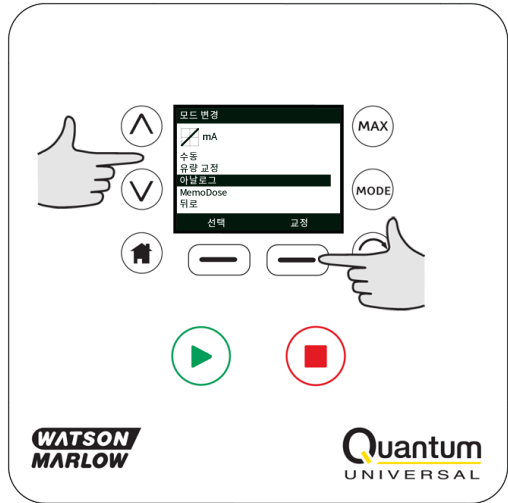 모드 변경
mA
수동
유량 교정
아날로그
MemoDose
뒤로
선택 교정
MAX
MODE
WATSON
MARLOW
Quantum
UNIVERSAL